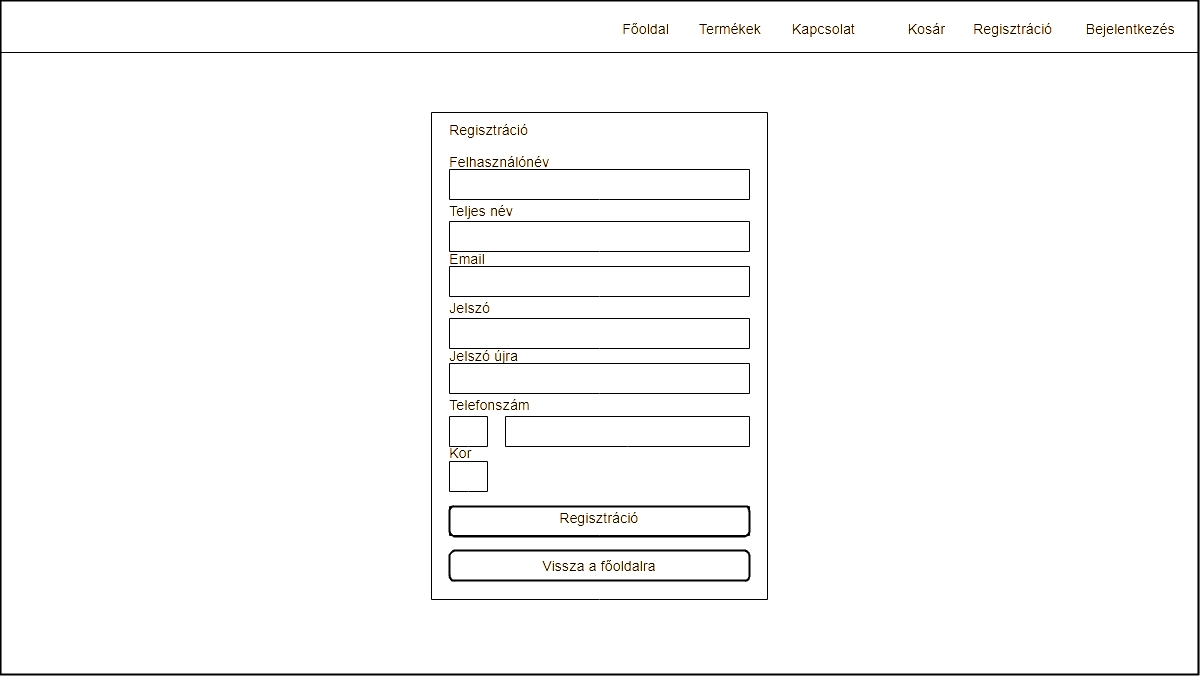 Főoldal Termékek Kapcsolat Kosár Regisztráció Bejelentkezés
Regisztráció
Felhasználónév
Teljes név
Email
Jelszó
Jelszó újra
Telefonszám
Kor
Regisztráció
Vissza a főoldalra